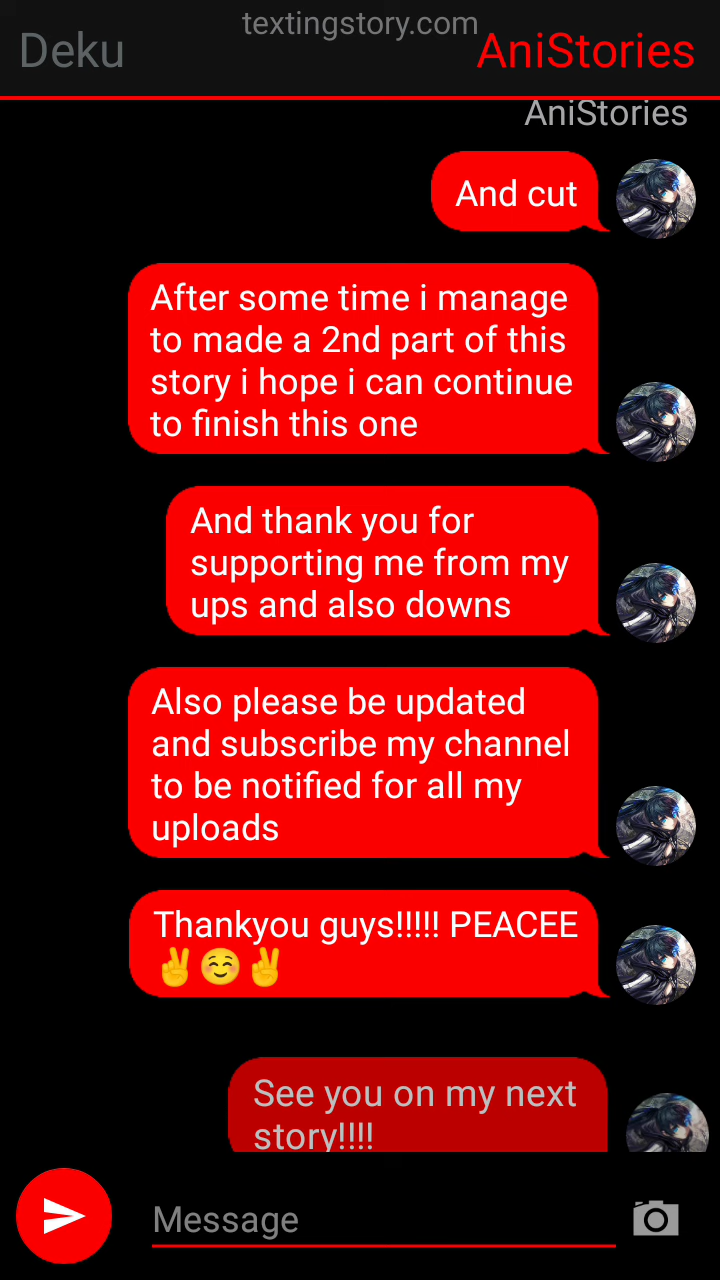 textingstory.com
Deku
AniStories
AniStories
And cut
After some time i manage
to made a 2nd part of this
story i hope i can continue
to finish this one
And thank you for
supporting me from my
ups and also downs
Also please be updated
and subscribe my channel
to be notified for all my
uploads
Thankyou guys!!!!! PEACEE
✌️☺️✌️
See you on my next
story!!!!
Message